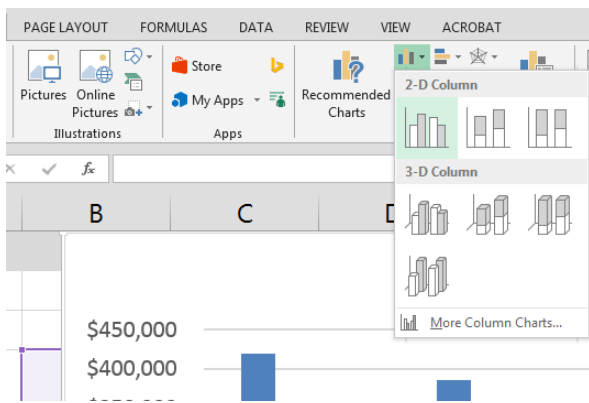 PAGE LAYOUT FORMULAS DATA REVIEW VIEW ACROBAT
Pictures Online Pictures
Illustrations
Store
My Apps
Apps
Recommended Charts
2-D Column
3-D Column
More Column Charts...
fx
B C
$450,000
$400,000